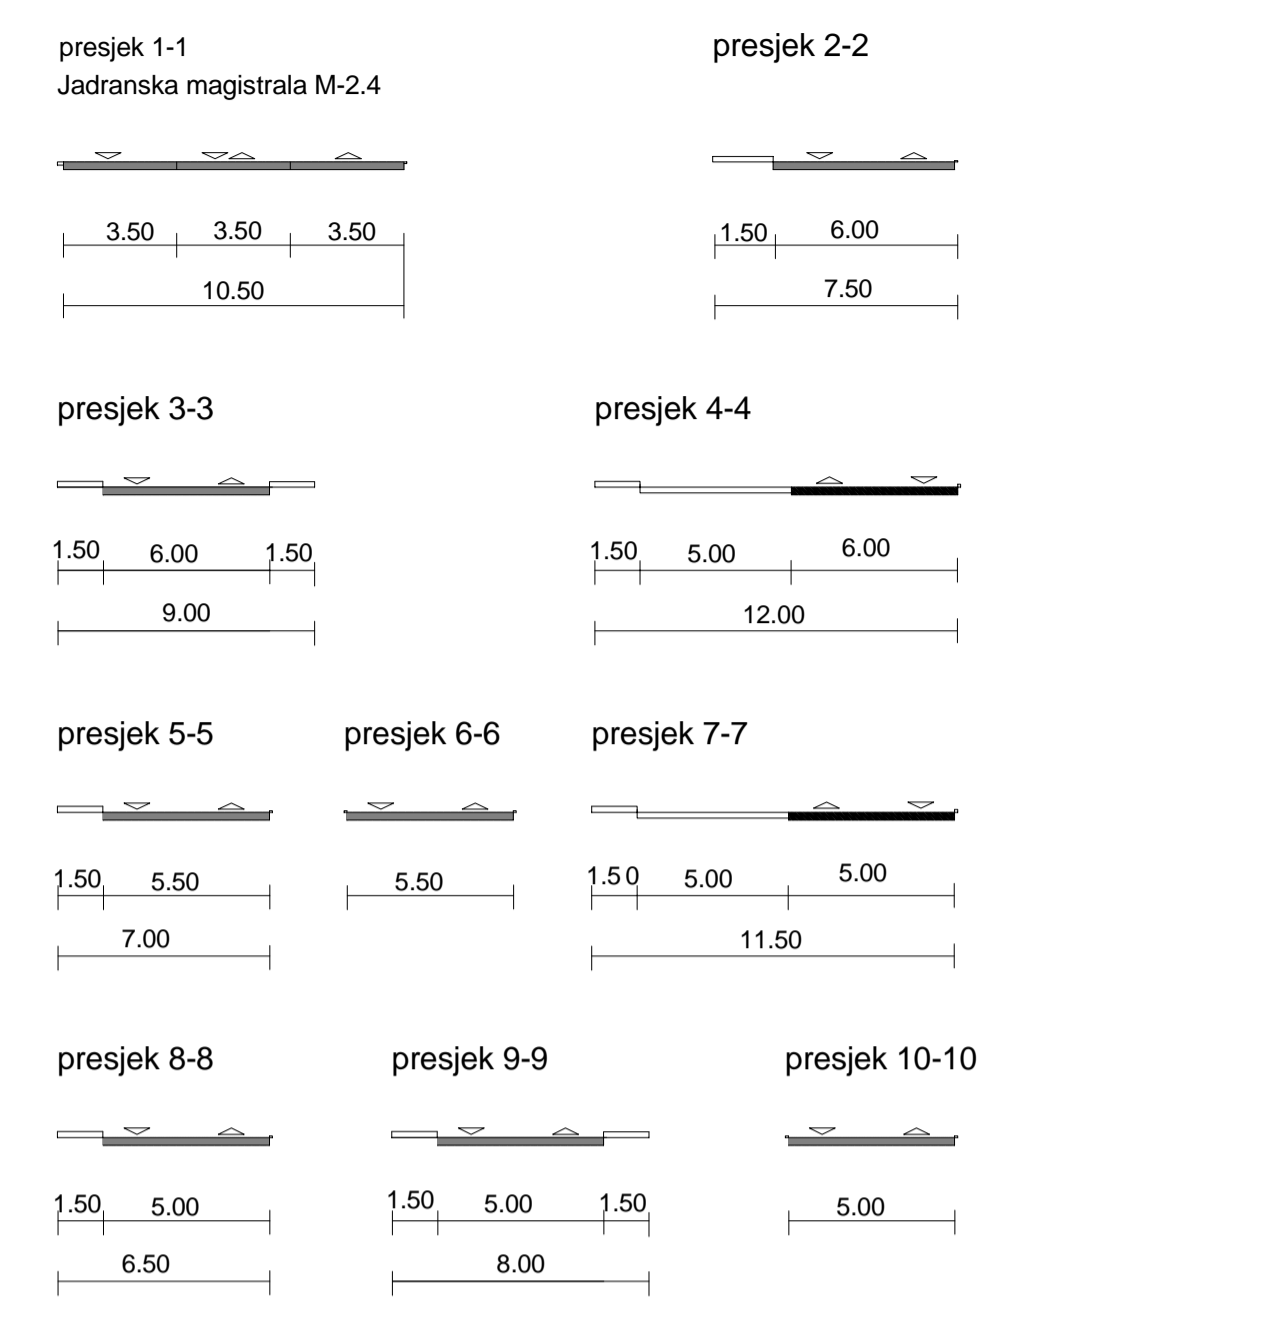 presjek 1-1
Jadranska magistrala M-2.4
3.50 3.50 3.50
10.50
presjek 2-2
1.50 6.00
7.50
presjek 3-3
1.50 6.00 1.50
9.00
presjek 4-4
1.50 5.00 6.00
12.00
presjek 5-5
1.50 5.50
7.00
presjek 6-6
5.50
presjek 7-7
1.5 0 5.00 5.00
11.50
presjek 8-8
1.50 5.00
6.50
presjek 9-9
1.50 5.00 1.50
8.00
presjek 10-10
5.00